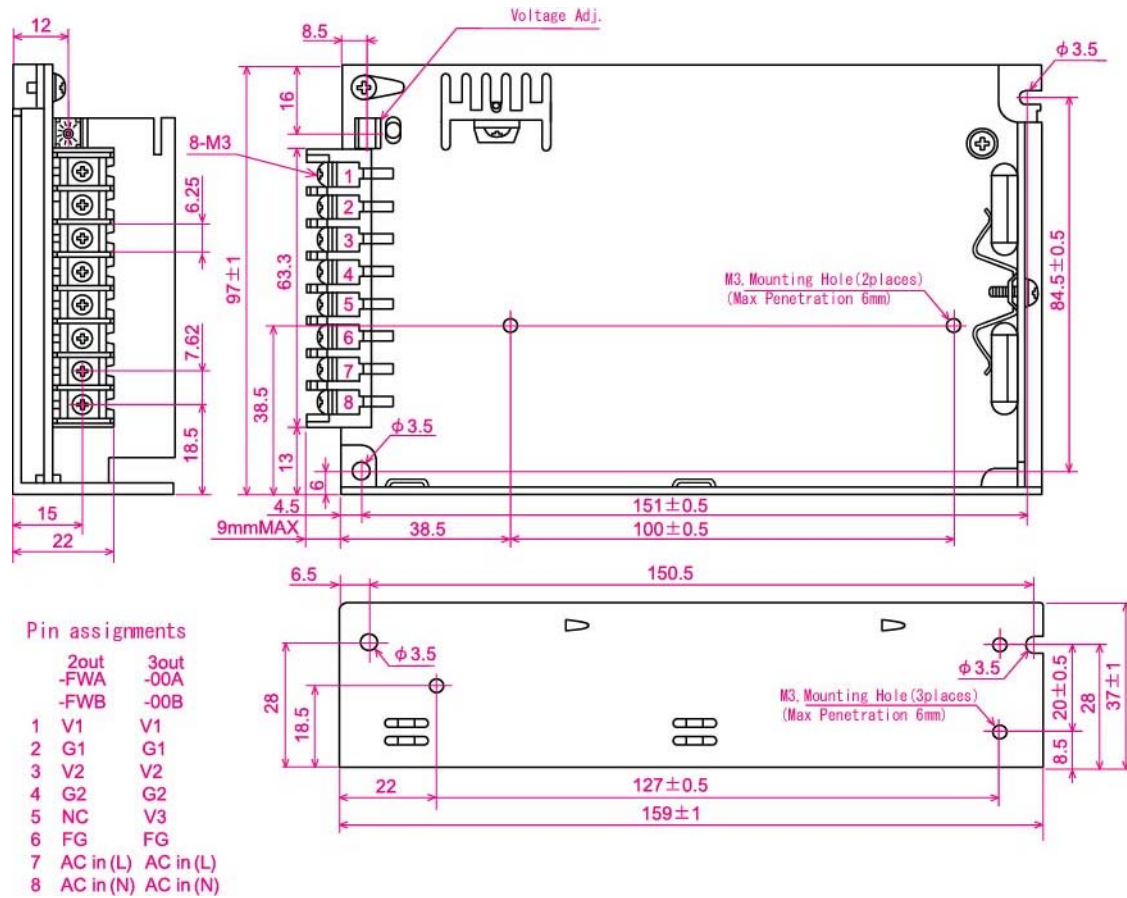 Voltage Adj.
12
8.5
φ3.5
16
8-M3
6.25
97±1
63.3
7.62
38.5
18.5
13
6
φ3.5
M3, Mounting Hole(2places)
(Max Penetration 6mm)
84.5±0.5
15
22
4.5
9mmMAX
38.5
151±0.5
100±0.5
1
2
3
4
5
6
7
8
6.5
150.5
φ3.5
φ3.5
28
18.5
M3, Mounting Hole(3places)
(Max Penetration 6mm)
20±0.5
28
37±1
8.5
22
127±0.5
159±1
Pin assignments
2out 3out
-FWA -00A
-FWB -00B
1 V1 V1
2 G1 G1
3 V2 V2
4 G2 G2
5 NC V3
6 FG FG
7 AC in(L) AC in(L)
8 AC in(N) AC in(N)